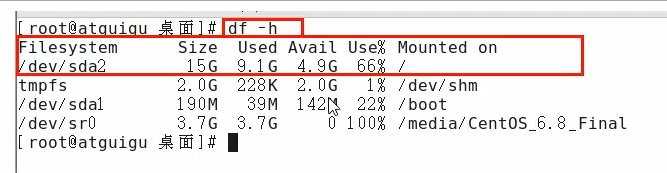 [root@atguigu 桌面]# df -h
Filesystem Size Used Avail Use% Mounted on
/dev/sda2 15G 9.1G 4.9G 66% /
tmpfs 2.0G 228K 2.0G 1% /dev/shm
/dev/sda1 190M 39M 142M 22% /boot
/dev/sr0 3.7G 3.7G 0 100% /media/CentOS_6.8_Final
[root@atguigu 桌面]#